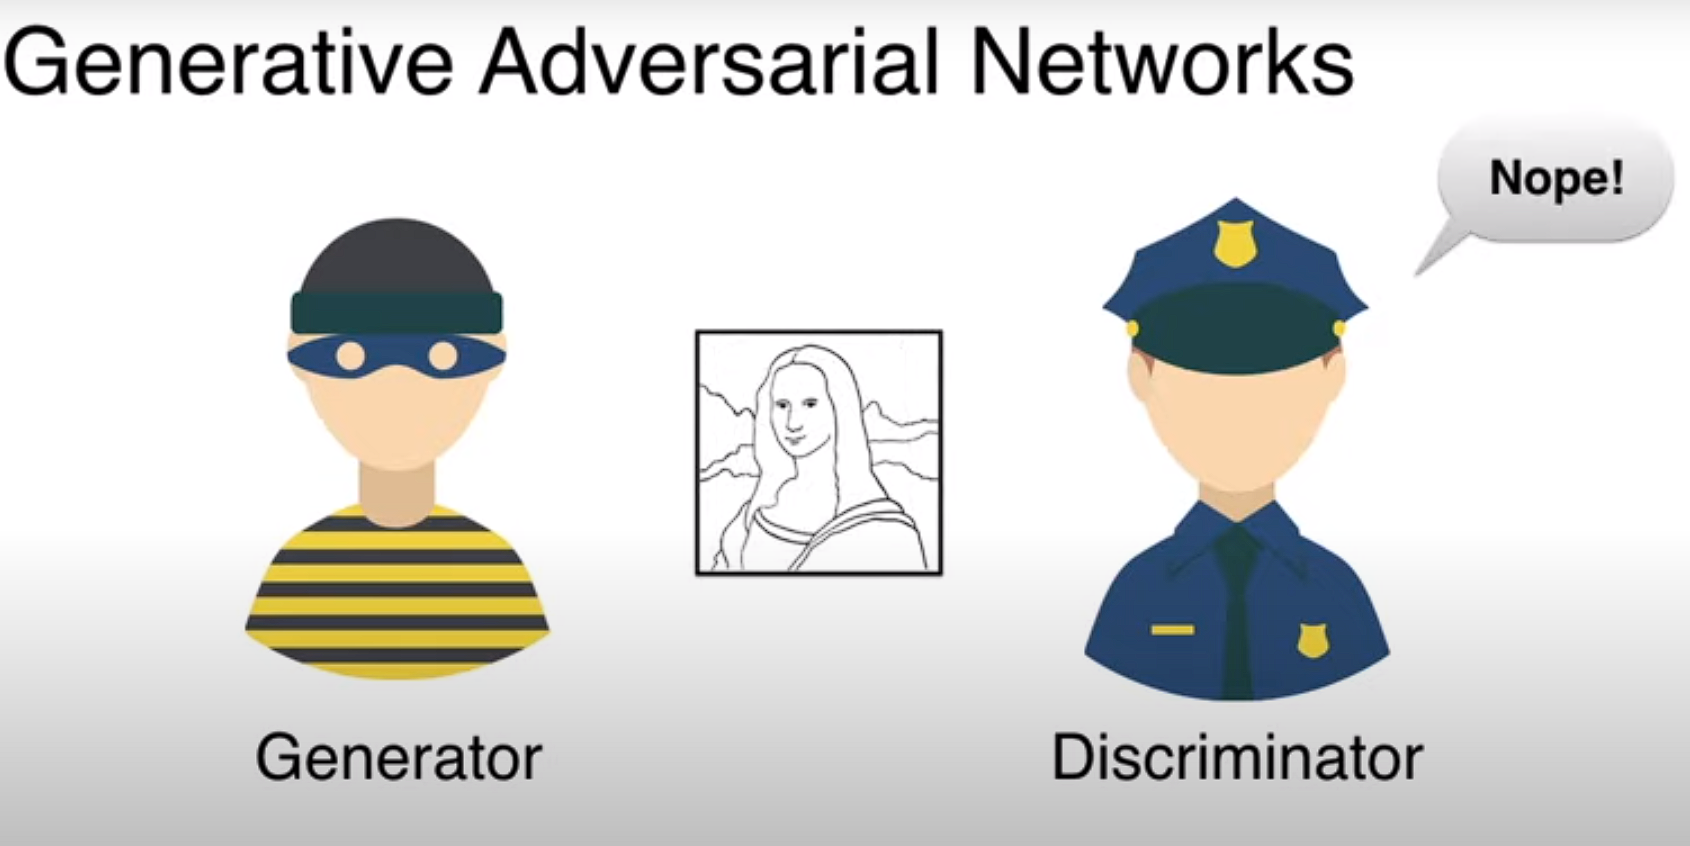 Generative Adversarial Networks
Nope!
Generator
Discriminator